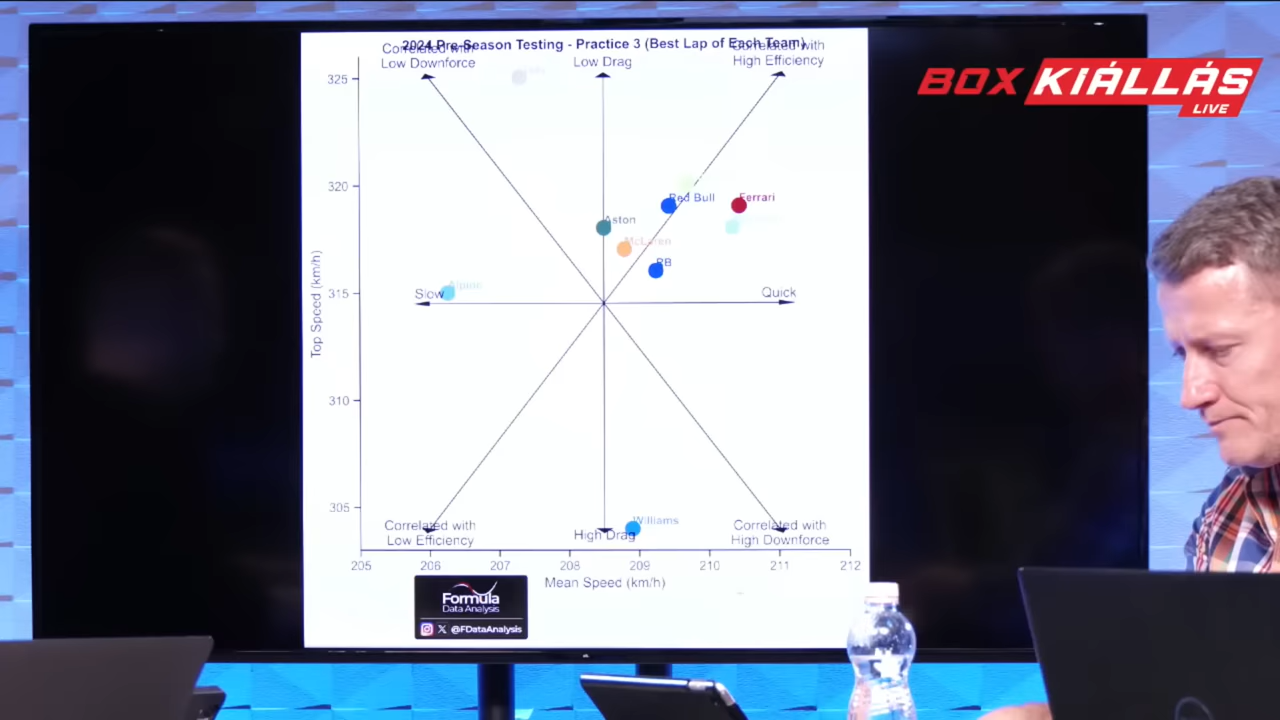 2024 Pre-Season Testing - Practice 3 (Best Lap of Each Team)
Correlated with
Low Downforce
Low Drag
Correlated with
High Efficiency
BOX KIÁLLÁS
LIVE
325
320
315
310
305
Top Speed (km/h)
Red Bull
Ferrari
Aston
McLaren
RB
Alpine
Slow
Quick
Williams
Correlated with
Low Efficiency
High Drag
Correlated with
High Downforce
205 206 207 208 209 210 211 212
Mean Speed (km/h)
Formula
Data Analysis
X @FDataAnalysis